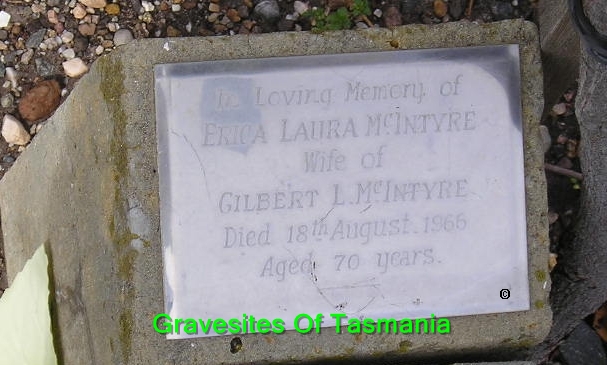 In Loving Memory of
ERICA LAURA McINTYRE
Wife of
GILBERT L. McINTYRE
Died 18th August. 1966
Aged 70 years.
©
Gravesites Of Tasmania